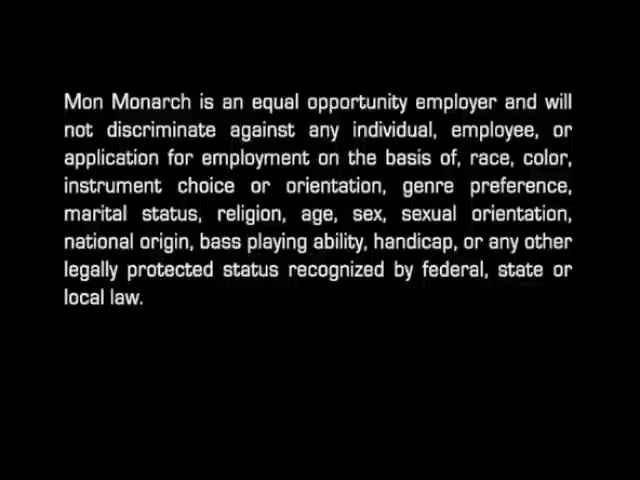 Mon Monarch is an equal opportunity employer and will
not discriminate against any individual, employee, or
application for employment on the basis of, race, color,
instrument choice or orientation, genre preference,
marital status, religion, age, sex, sexual orientation,
national origin, bass playing ability, handicap, or any other
legally protected status recognized by federal, state or
local law.